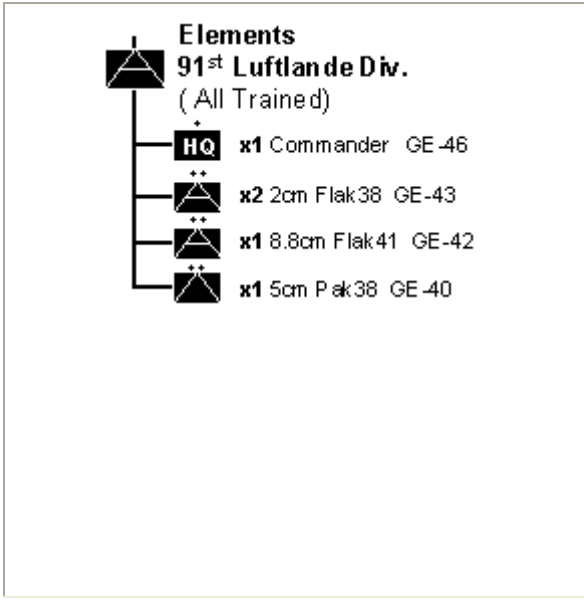 Elements
91st Luftlande Div.
( All Trained)
HQ x1 Commander GE-46
x2 2cm Flak38 GE-43
x1 8.8cm Flak41 GE-42
x1 5cm Pak38 GE-40